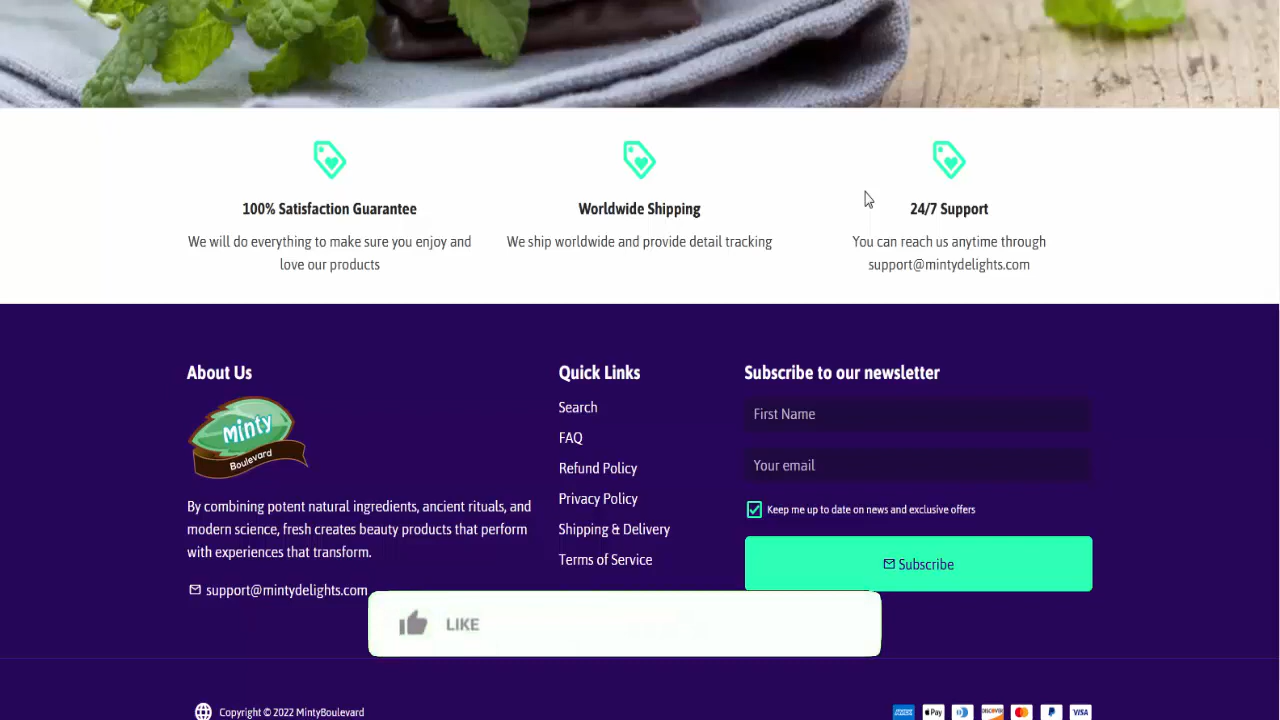 100% Satisfaction Guarantee
We will do everything to make sure you enjoy and
love our products
Worldwide Shipping
We ship worldwide and provide detail tracking
24/7 Support
You can reach us anytime through
support@mintydelights.com
About Us
Minty
Boulevard
By combining potent natural ingredients, ancient rituals, and
modern science, fresh creates beauty products that perform
with experiences that transform.
support@mintydelights.com
Quick Links
Search
FAQ
Refund Policy
Privacy Policy
Shipping & Delivery
Terms of Service
Subscribe to our newsletter
First Name
Your email
Keep me up to date on news and exclusive offers
Subscribe
LIKE
Copyright © 2022 MintyBoulevard
Pay
DISCOVER
VISA